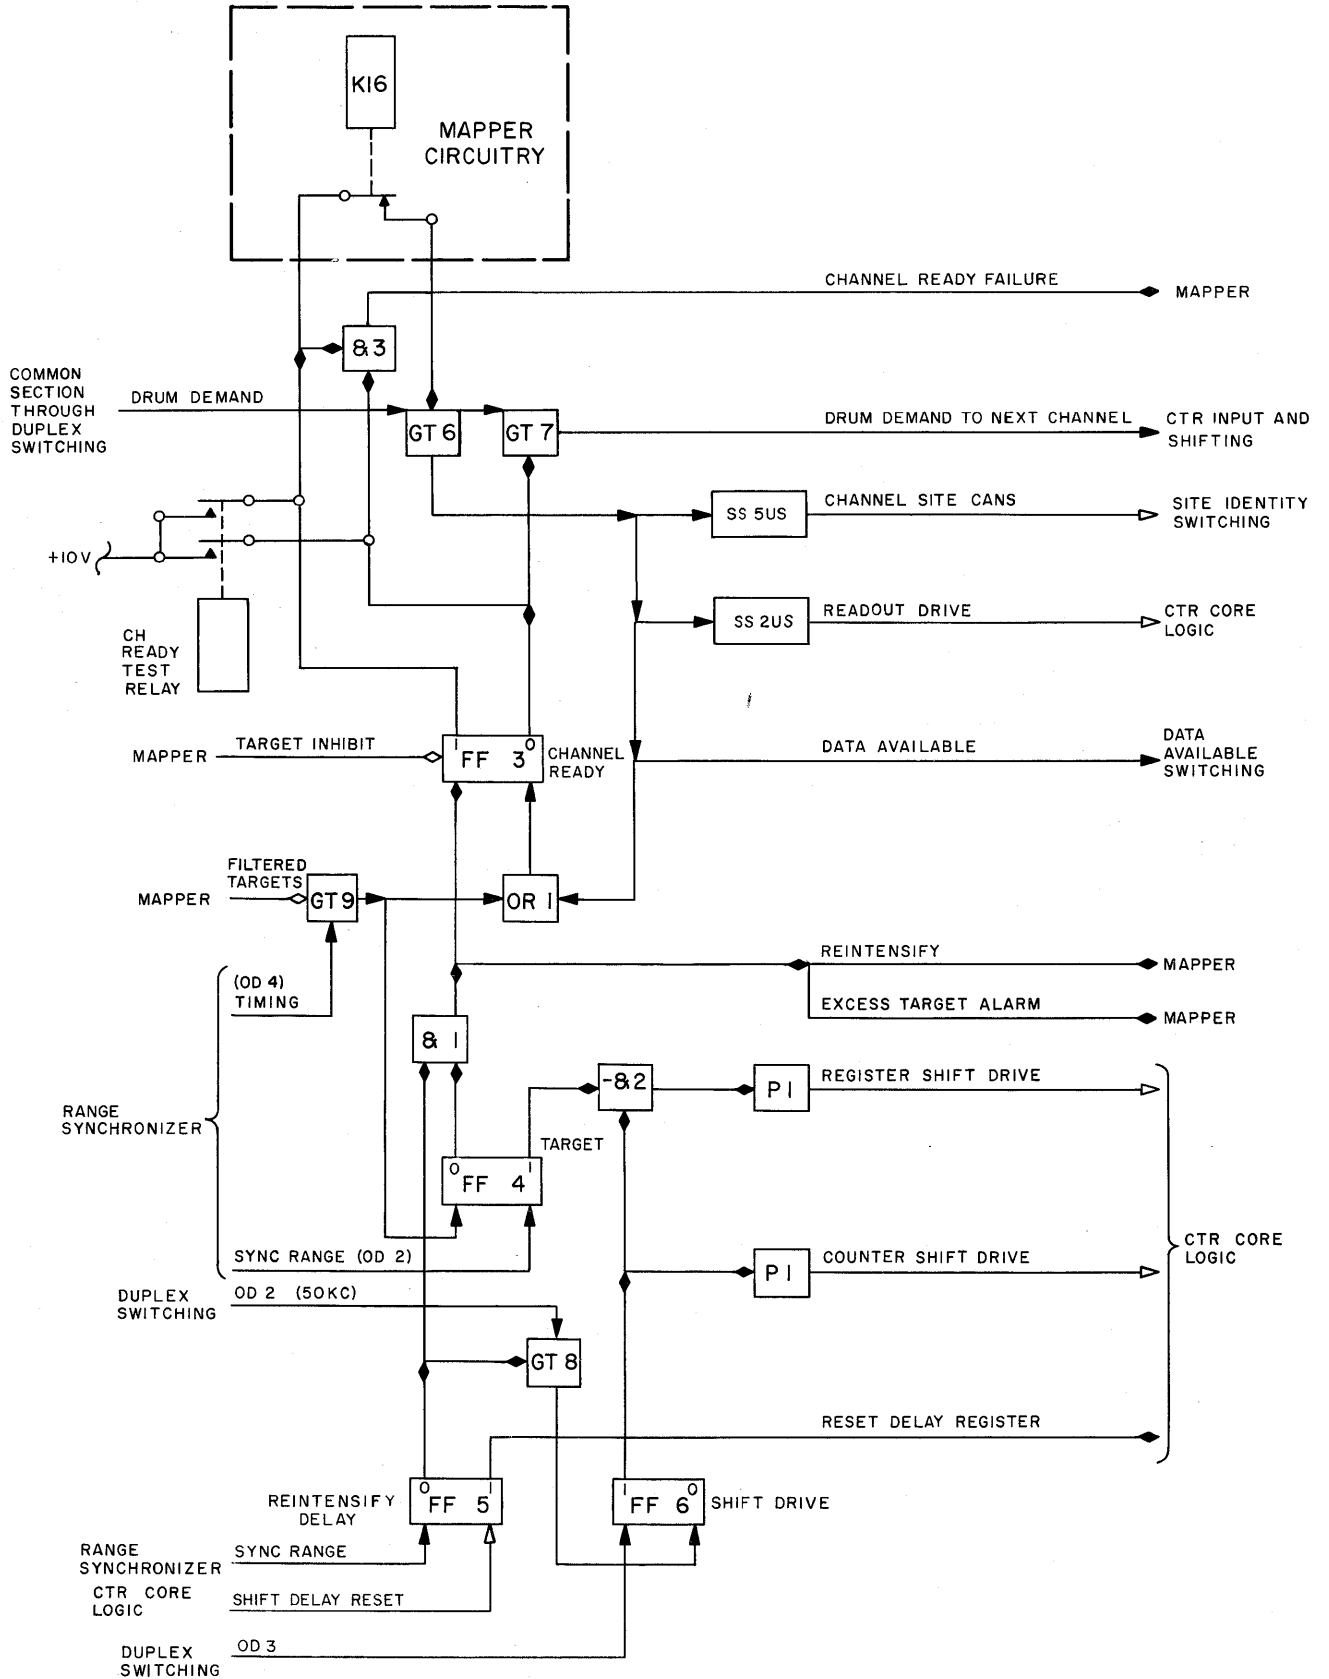 K16
MAPPER
CIRCUITRY
CHANNEL READY FAILURE
MAPPER
&3
COMMON
SECTION
THROUGH
DUPLEX
SWITCHING
DRUM DEMAND
GT 6
GT 7
DRUM DEMAND TO NEXT CHANNEL
CTR INPUT AND
SHIFTING
SS 5US
CHANNEL SITE CANS
SITE IDENTITY
SWITCHING
+10V
SS 2US
READOUT DRIVE
CTR CORE
LOGIC
CH
READY
TEST
RELAY
MAPPER
TARGET INHIBIT
1 0
FF 3
CHANNEL
READY
DATA AVAILABLE
DATA
AVAILABLE
SWITCHING
MAPPER
FILTERED
TARGETS
GT 9
OR 1
REINTENSIFY
MAPPER
(OD 4)
TIMING
EXCESS TARGET ALARM
MAPPER
& 1
-&2
P1
REGISTER SHIFT DRIVE
RANGE
SYNCHRONIZER
TARGET
0 1
FF 4
SYNC RANGE (OD 2)
P1
COUNTER SHIFT DRIVE
CTR CORE
LOGIC
DUPLEX
SWITCHING
OD 2 (50KC)
GT 8
RESET DELAY REGISTER
REINTENSIFY
DELAY
0 1
FF 5
1 0
FF 6
SHIFT DRIVE
RANGE
SYNCHRONIZER
SYNC RANGE
CTR CORE
LOGIC
SHIFT DELAY RESET
DUPLEX
SWITCHING
OD 3